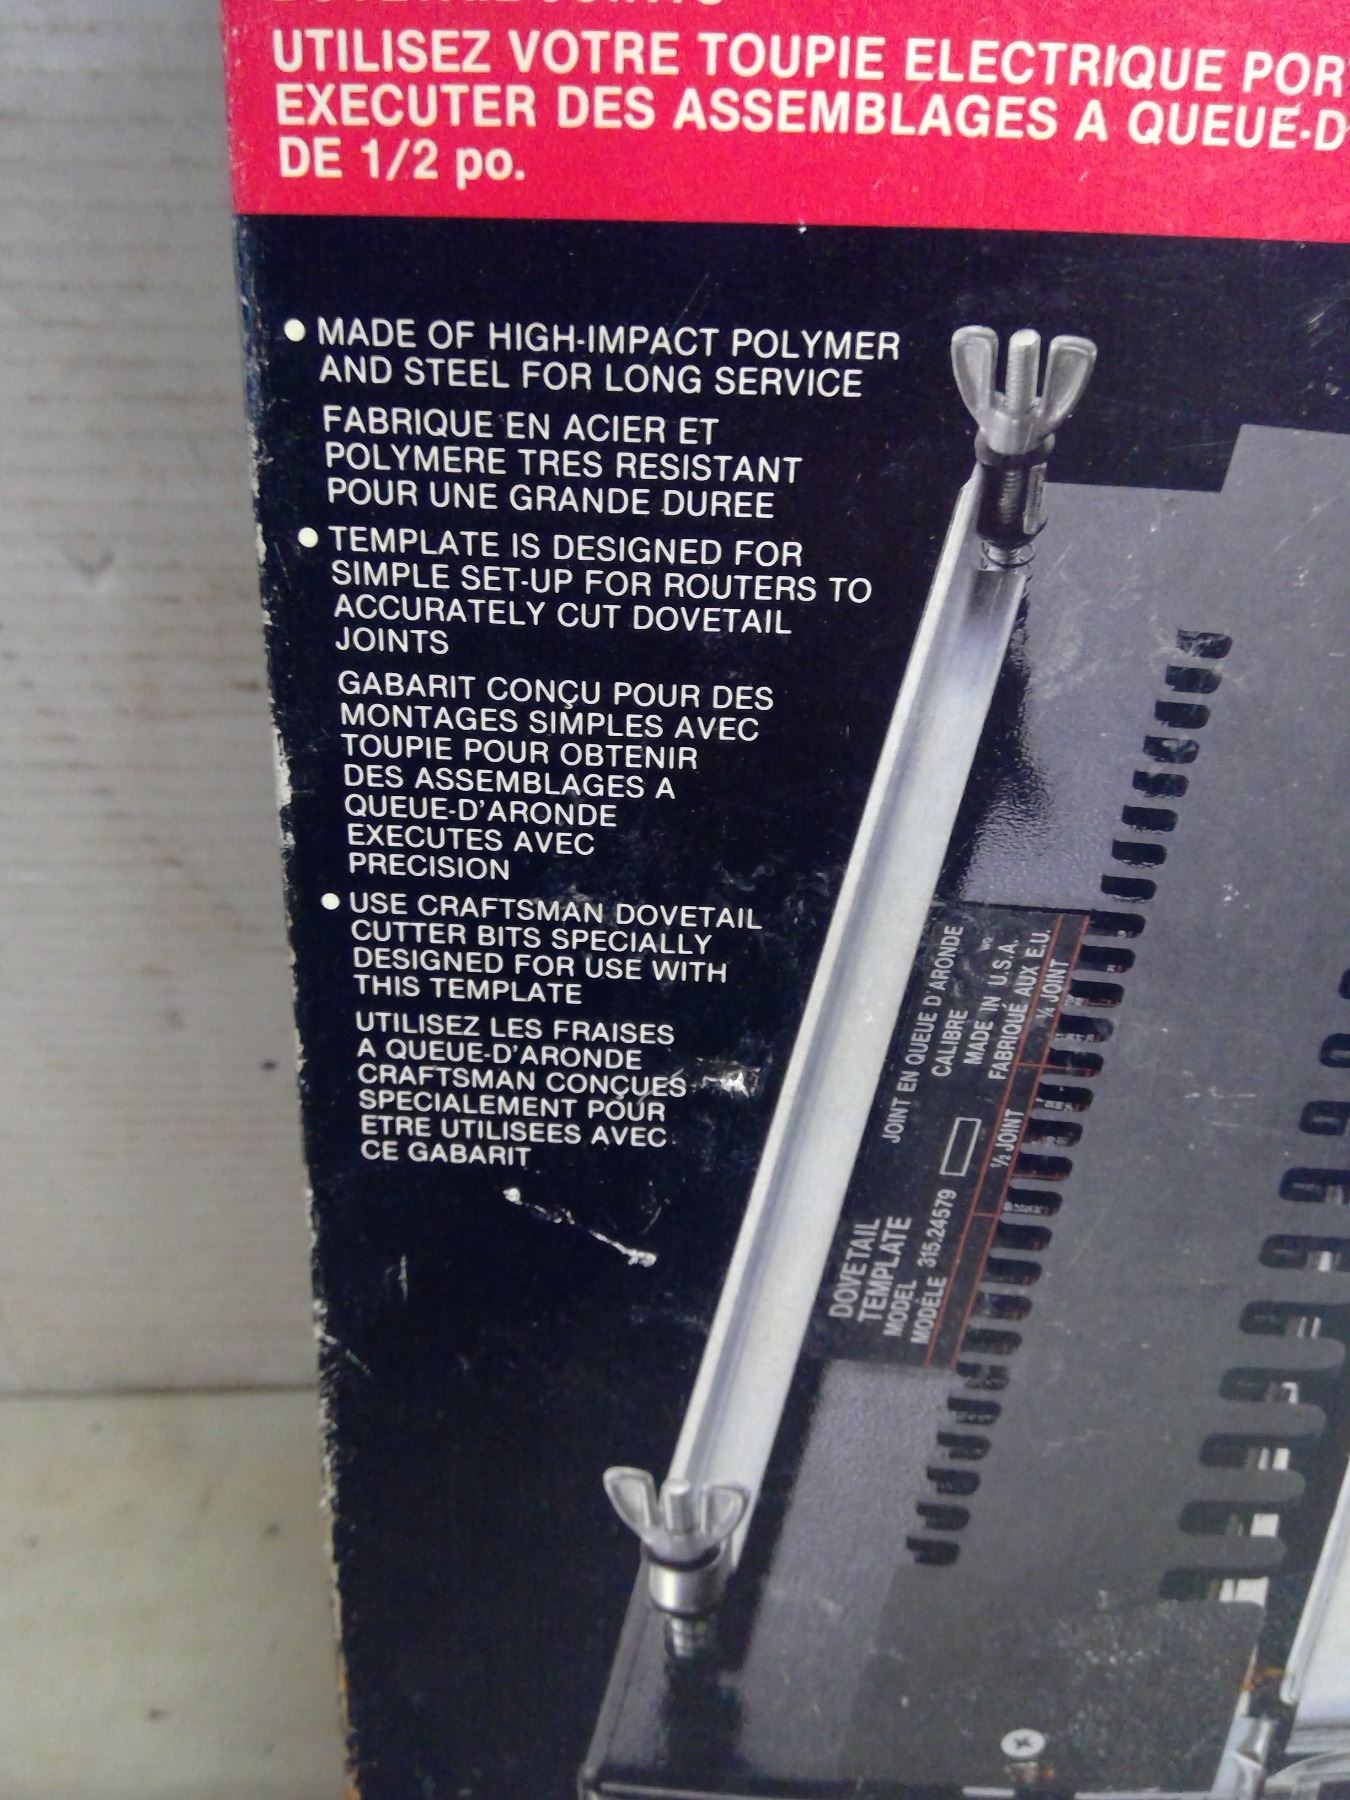 UTILISEZ VOTRE TOUPIE ELECTRIQUE
EXECUTER DES ASSEMBLAGES A
DE 1/2 po.
• MADE OF HIGH-IMPACT POLYMER
AND STEEL FOR LONG SERVICE
FABRIQUE EN ACIER ET
POLYMERE TRES RESISTANT
POUR UNE GRANDE DUREE
• TEMPLATE IS DESIGNED FOR
SIMPLE SET-UP FOR ROUTERS TO
ACCURATELY CUT DOVETAIL
JOINTS
GABARIT CONÇU POUR DES
MONTAGES SIMPLES AVEC
TOUPIE POUR OBTENIR
DES ASSEMBLAGES A
QUEUE-D'ARONDE
EXECUTES AVEC
PRECISION
• USE CRAFTSMAN DOVETAIL
CUTTER BITS SPECIALLY
DESIGNED FOR USE WITH
THIS TEMPLATE
UTILISEZ LES FRAISES
A QUEUE-D'ARONDE
CRAFTSMAN CONÇUES
SPECIALEMENT POUR
ETRE UTILISEES AVEC
CE GABARIT
DOVETAIL
TEMPLATE
MODEL
MODÈLE 315.24579
JOINT EN QUEUE D'ARONDE
CALIBRE
MADE IN U.S.A.
FABRIQUÉ AUX E.U.
1/2 JOINT
1/4 JOINT